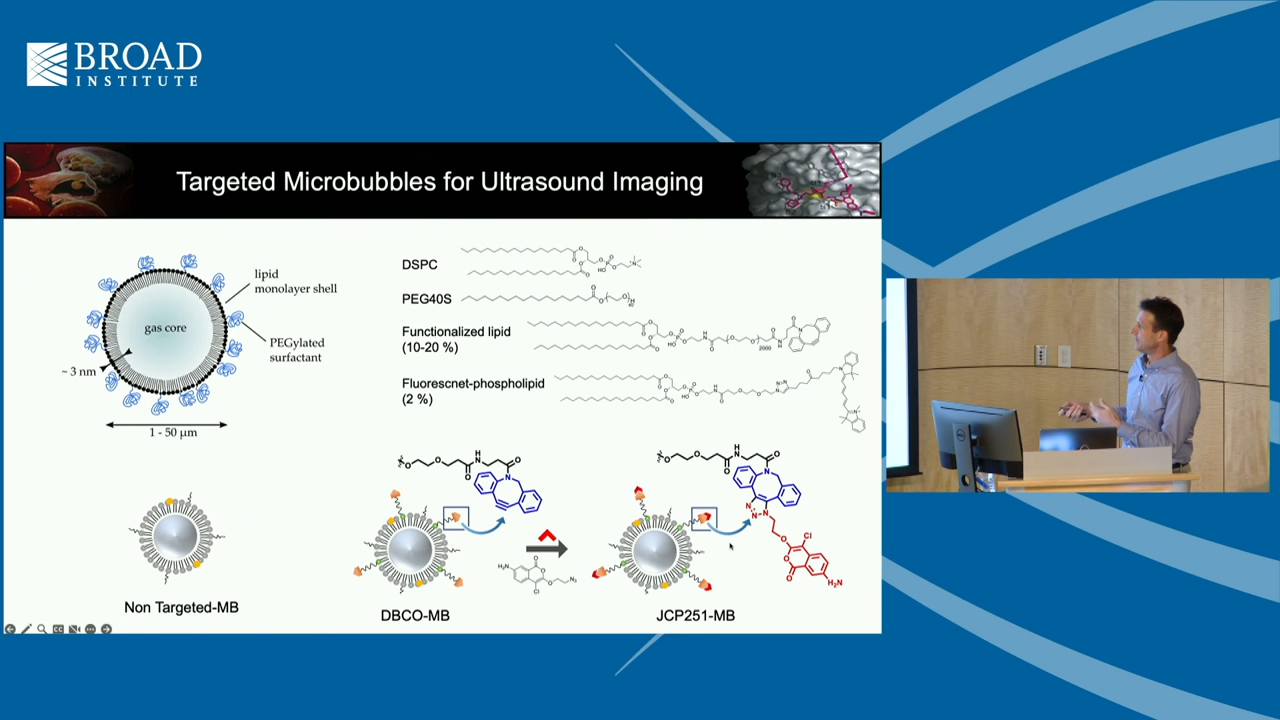 BROAD
INSTITUTE
Targeted Microbubbles for Ultrasound Imaging
lipid
monolayer shell
gas core
PEGylated
surfactant
~ 3 nm
1 - 50 µm
DSPC
PEG40S
Functionalized lipid
(10-20 %)
2000
Fluorescnet-phospholipid
(2 %)
Non Targeted-MB
DBCO-MB
JCP251-MB